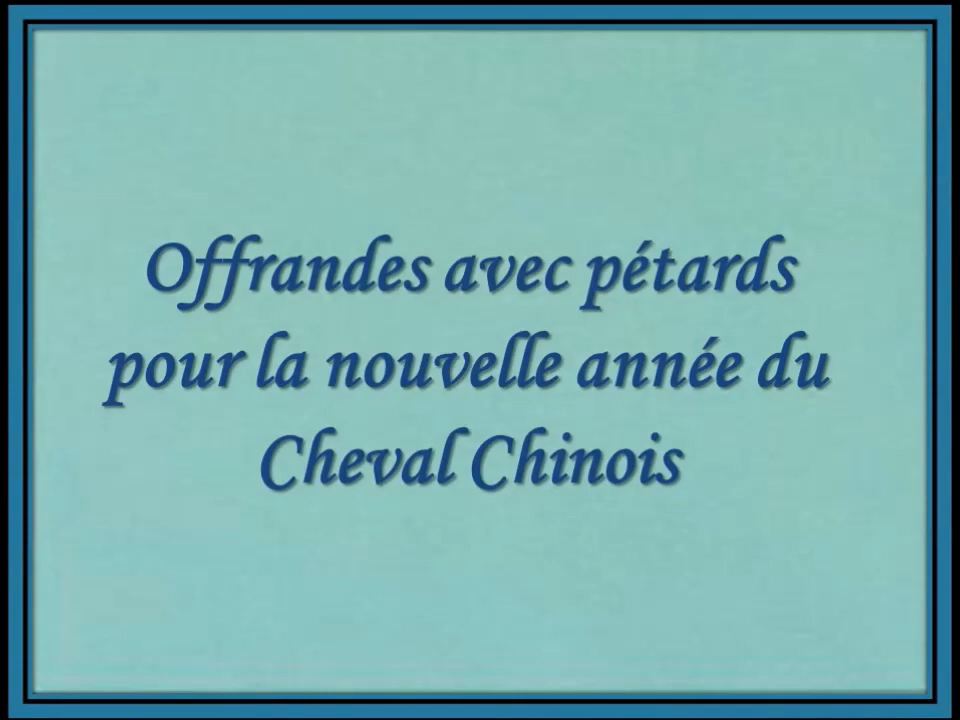 Offrandes avec pétards
pour la nouvelle année du
Cheval Chinois